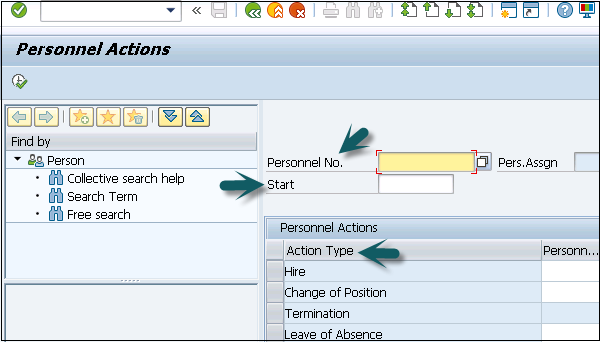 Personnel Actions
Find by
Person
Collective search help
Search Term
Free search
Personnel No.
Pers.Assgn
Start
Personnel Actions
Action Type Personn...
Hire
Change of Position
Termination
Leave of Absence